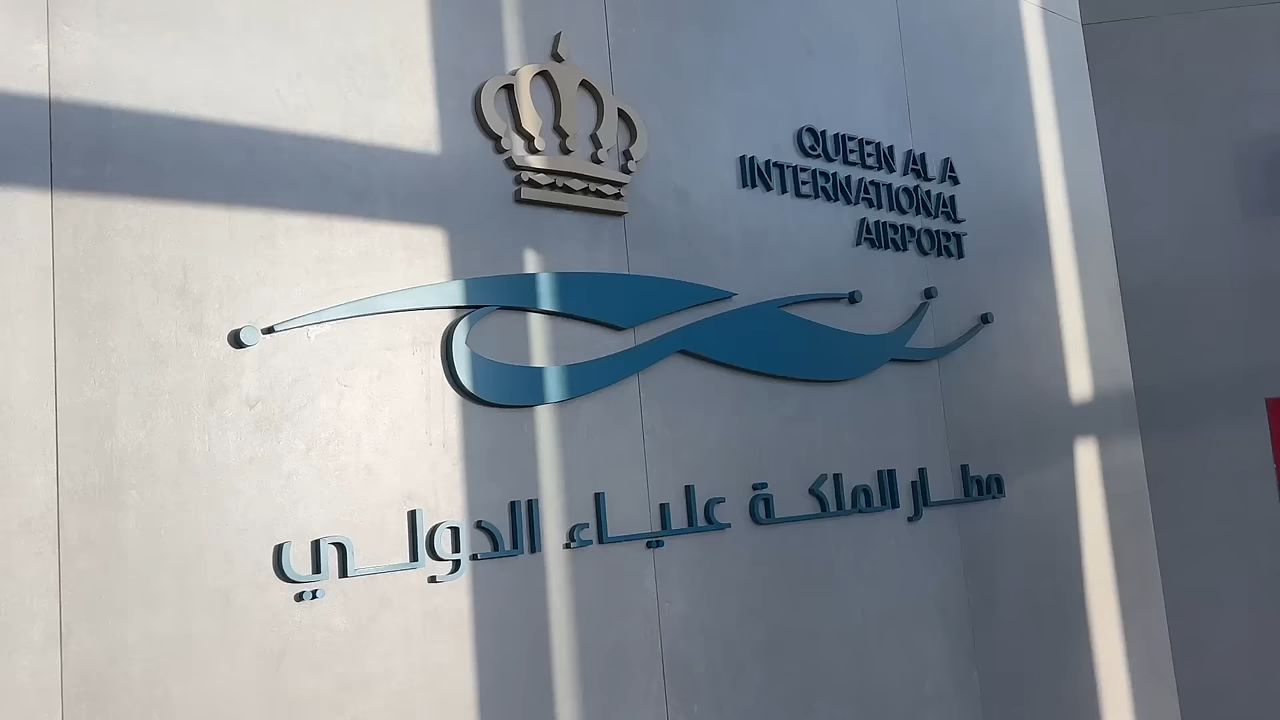 QUEEN AL A
INTERNATIONAL
AIRPORT
مطار الملكة علياء الدولي